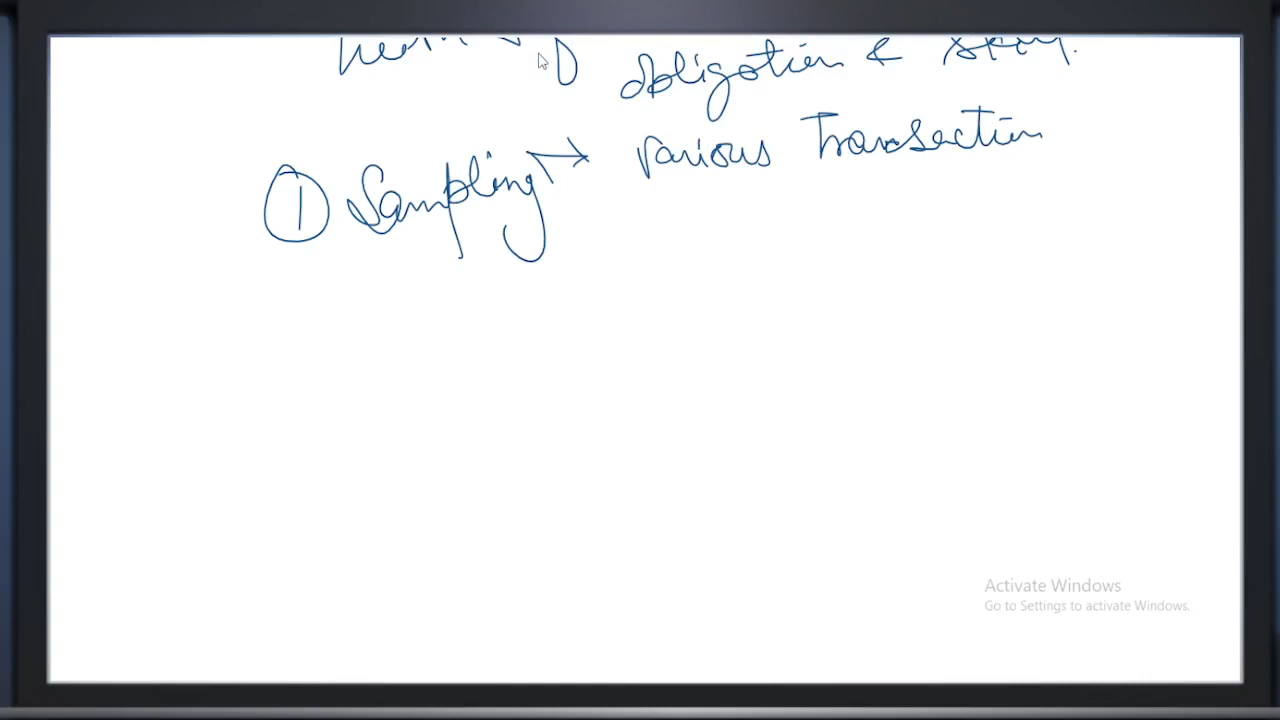 obligation &
① Sampling → various Transaction
Activate Windows
Go to Settings to activate Windows.